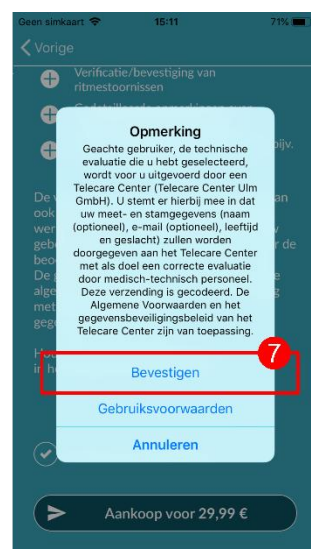 Geen simkaart 15:11 71%
Vorige
Verificatie/bevestiging van
ritmestoornissen
Opmerking
Geachte gebruiker, de technische
evaluatie die u hebt geselecteerd,
wordt voor u uitgevoerd door een
Telecare Center (Telecare Center Ulm
GmbH). U stemt er hierbij mee in dat
uw meet- en stamgegevens (naam
(optioneel), e-mail (optioneel), leeftijd
en geslacht) zullen worden
doorgegeven aan het Telecare Center
met als doel een correcte evaluatie
door medisch-technisch personeel.
Deze verzending is gecodeerd. De
Algemene Voorwaarden en het
gegevensbeveiligingsbeleid van het
Telecare Center zijn van toepassing.
7
Bevestigen
Gebruiksvoorwaarden
Annuleren
Aankoop voor 29,99 €